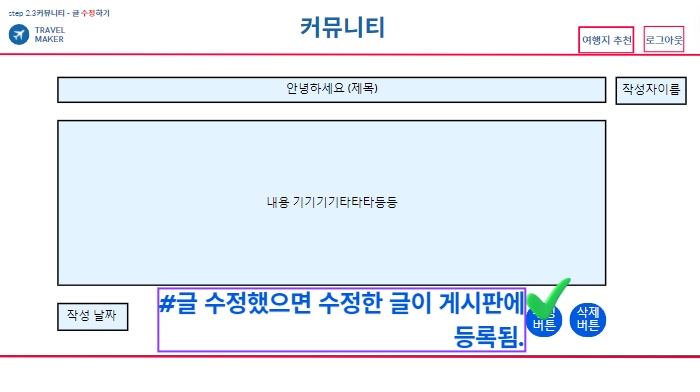 step 2.3커뮤니티 - 글 수정하기
TRAVEL
MAKER
커뮤니티
여행지 추천
로그아웃
안녕하세요 (제목)
작성자이름
내용 기기기기타타타등등
작성 날짜
#글 수정했으면 수정한 글이 게시판에
등록됨.
버튼
삭제
버튼